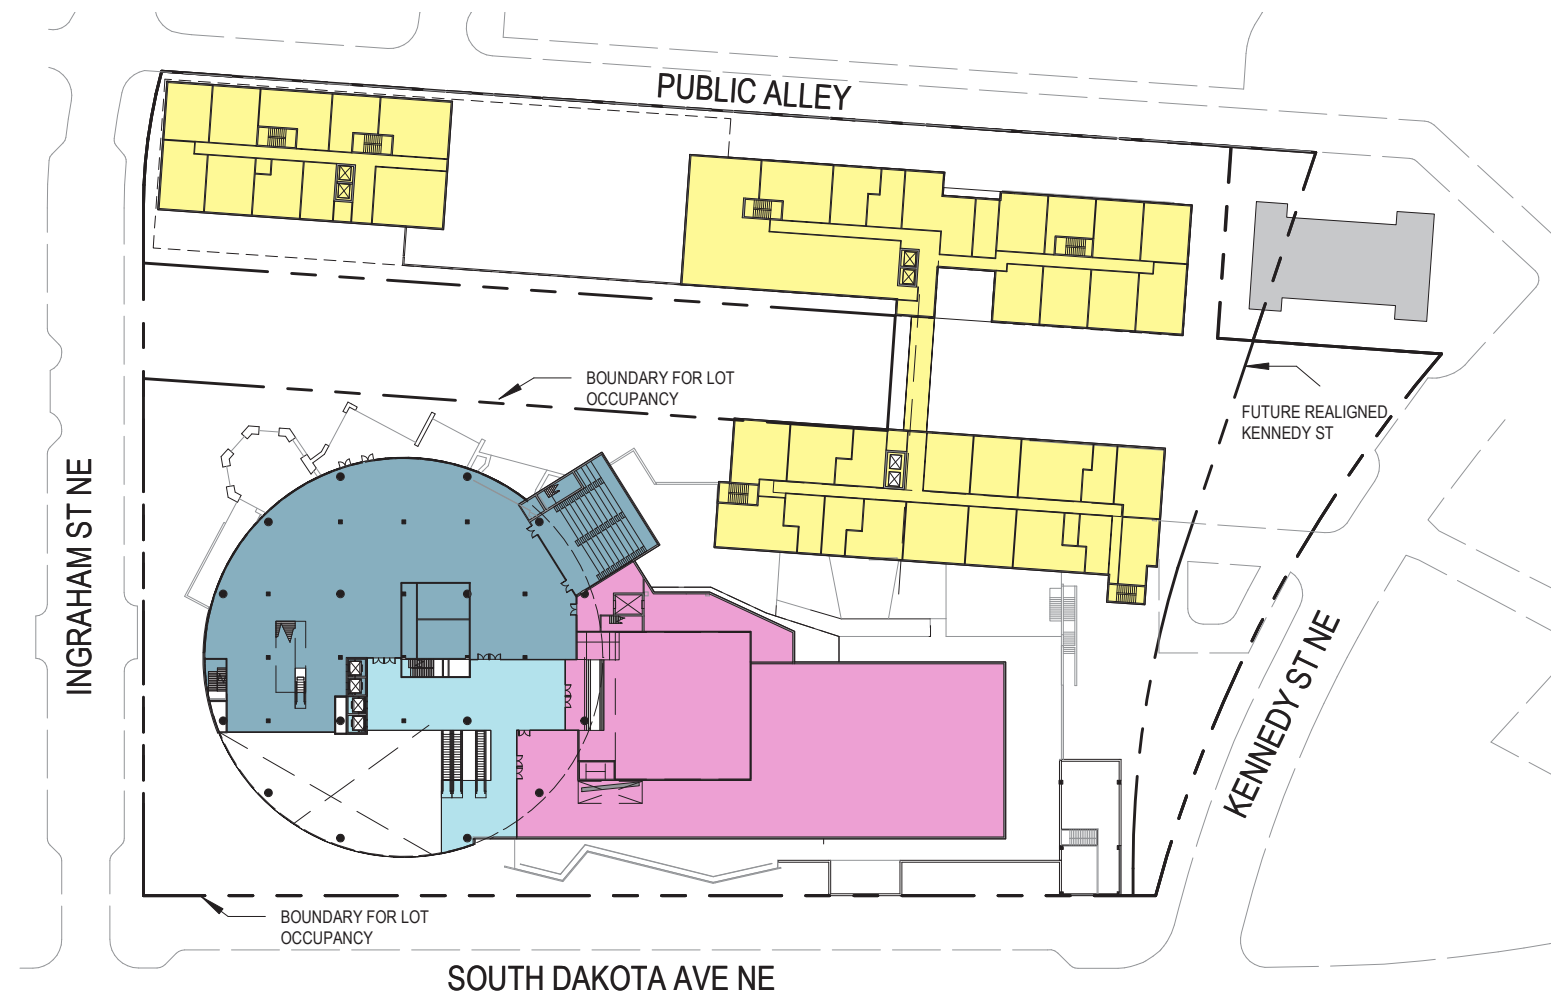 PUBLIC ALLEY
BOUNDARY FOR LOT
OCCUPANCY
FUTURE REALIGNED
KENNEDY ST
INGRAHAM ST NE
KENNEDY ST NE
BOUNDARY FOR LOT
OCCUPANCY
SOUTH DAKOTA AVE NE